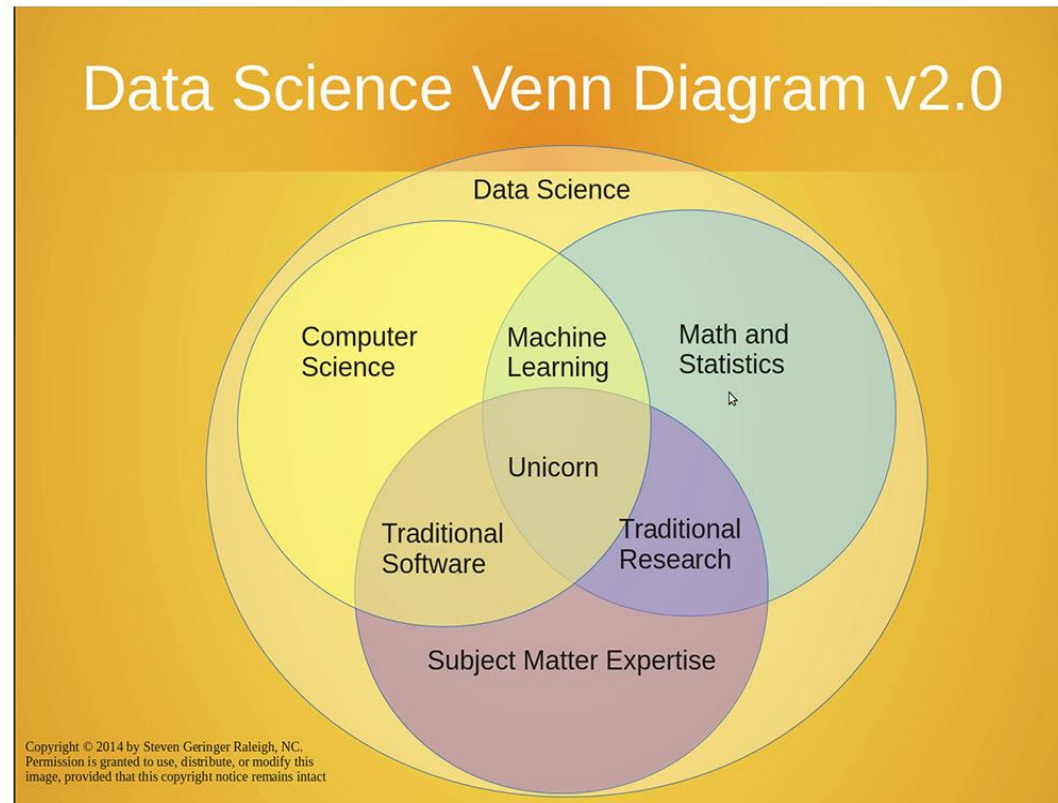 Data Science Venn Diagram v2.0
Data Science
Computer
Science
Machine
Learning
Math and
Statistics
Unicorn
Traditional
Software
Traditional
Research
Subject Matter Expertise
Copyright © 2014 by Steven Geringer Raleigh, NC.
Permission is granted to use, distribute, or modify this
image, provided that this copyright notice remains intact